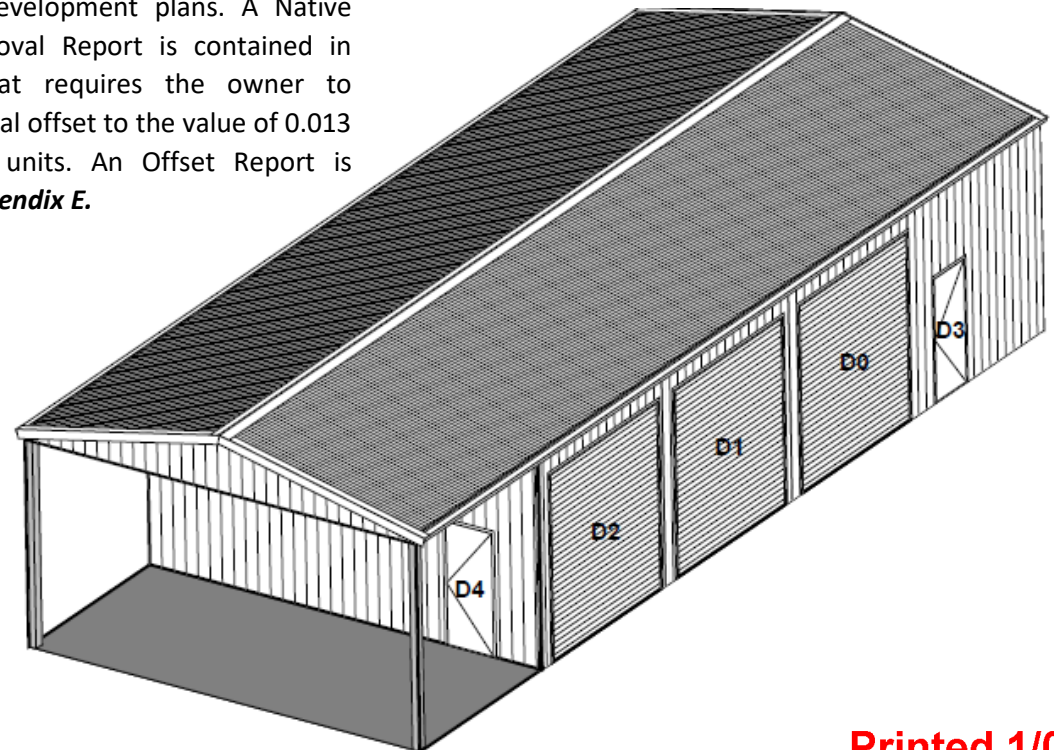 evelopment plans. A Native
oval Report is contained in
at requires the owner to
al offset to the value of 0.013
units. An Offset Report is
endix E.
D3
D0
D1
D2
D4
Printed 1/0